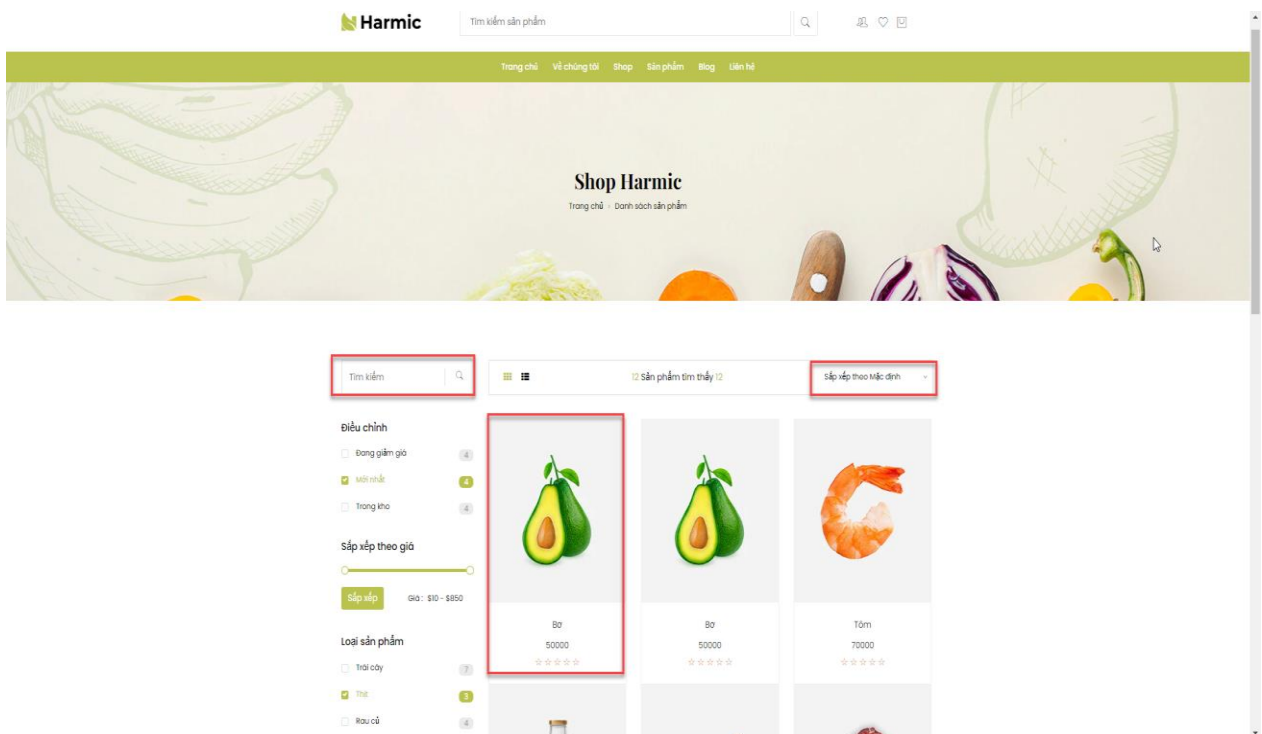 Harmic
Tìm kiếm sản phẩm
Trang chủ Về chúng tôi Shop Sản phẩm Blog Liên hệ
Shop Harmic
Trang chủ Danh sách sản phẩm
Tìm kiếm
12 Sản phẩm tìm thấy 12
Sắp xếp theo Mặc định
Điều chỉnh
Đang giảm giá 4
Mới nhất 4
Trong kho 4
Sắp xếp theo giá
Sắp xếp Giá : $10 - $850
Loại sản phẩm
Trái cây 7
Thịt 3
Rau củ 4
Bơ
50000
Bơ
50000
Tôm
70000